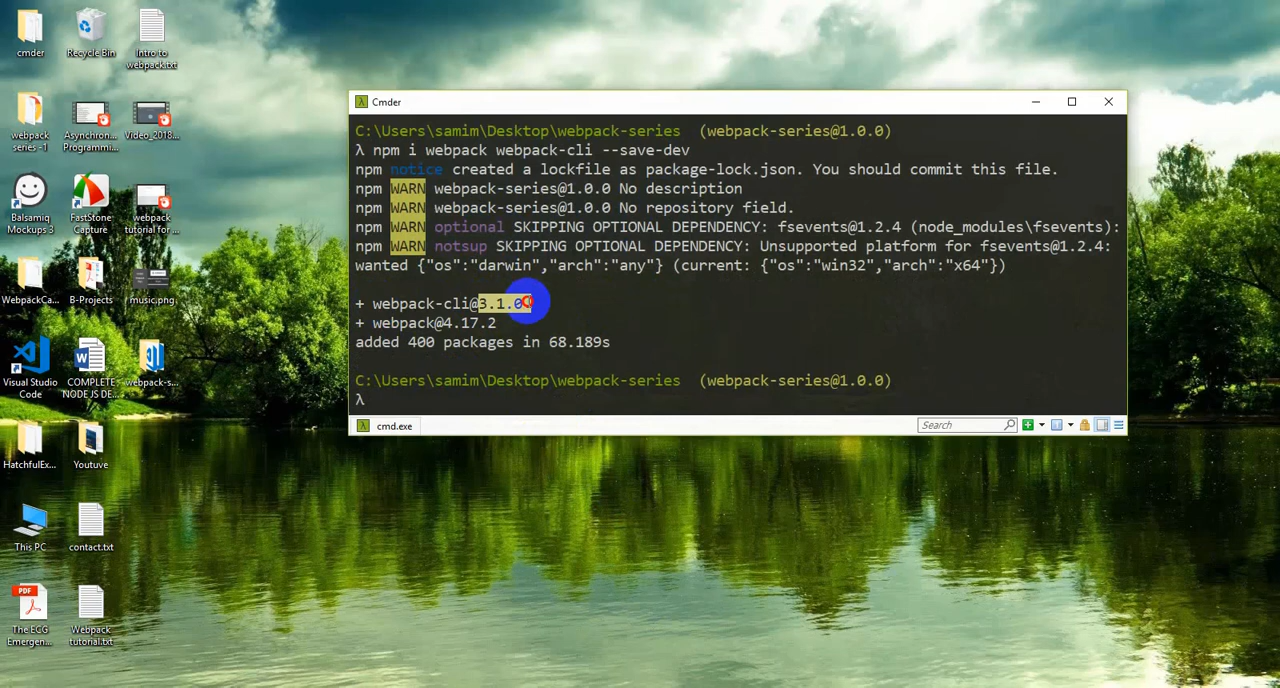 cmder
Recycle Bin
Intro to
webpack.txt
webpack
series -1
Asynchron...
Programmi...
Video_2018...
Balsamiq
Mockups 3
FastStone
Capture
webpack
tutorial for ...
WebpackCa...
B-Projects
music.png
Visual Studio
Code
COMPLETE
NODE JS DE...
webpack-s...
HatchfulEx...
Youtuve
This PC
contact.txt
PDF
The ECG
Emergen...
Webpack
tutorial.txt
λ Cmder
C:\Users\samim\Desktop\webpack-series (webpack-series@1.0.0)
λ npm i webpack webpack-cli --save-dev
npm notice created a lockfile as package-lock.json. You should commit this file.
npm WARN webpack-series@1.0.0 No description
npm WARN webpack-series@1.0.0 No repository field.
npm WARN optional SKIPPING OPTIONAL DEPENDENCY: fsevents@1.2.4 (node_modules\fsevents):
npm WARN notsup SKIPPING OPTIONAL DEPENDENCY: Unsupported platform for fsevents@1.2.4:
wanted {"os":"darwin","arch":"any"} (current: {"os":"win32","arch":"x64"})
+ webpack-cli@3.1.0
+ webpack@4.17.2
added 400 packages in 68.189s
C:\Users\samim\Desktop\webpack-series (webpack-series@1.0.0)
λ
λ cmd.exe
Search